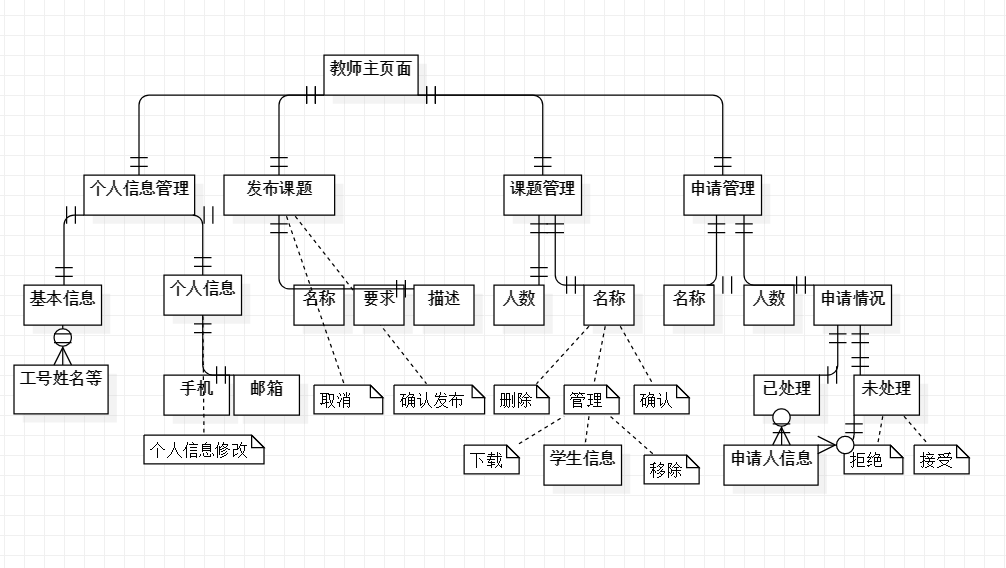 教师主页面
个人信息管理
发布课题
课题管理
申请管理
基本信息
个人信息
名称
要求
描述
人数
名称
名称
人数
申请情况
工号姓名等
手机
邮箱
取消
确认发布
删除
管理
确认
已处理
未处理
个人信息修改
下载
学生信息
移除
申请人信息
拒绝
接受